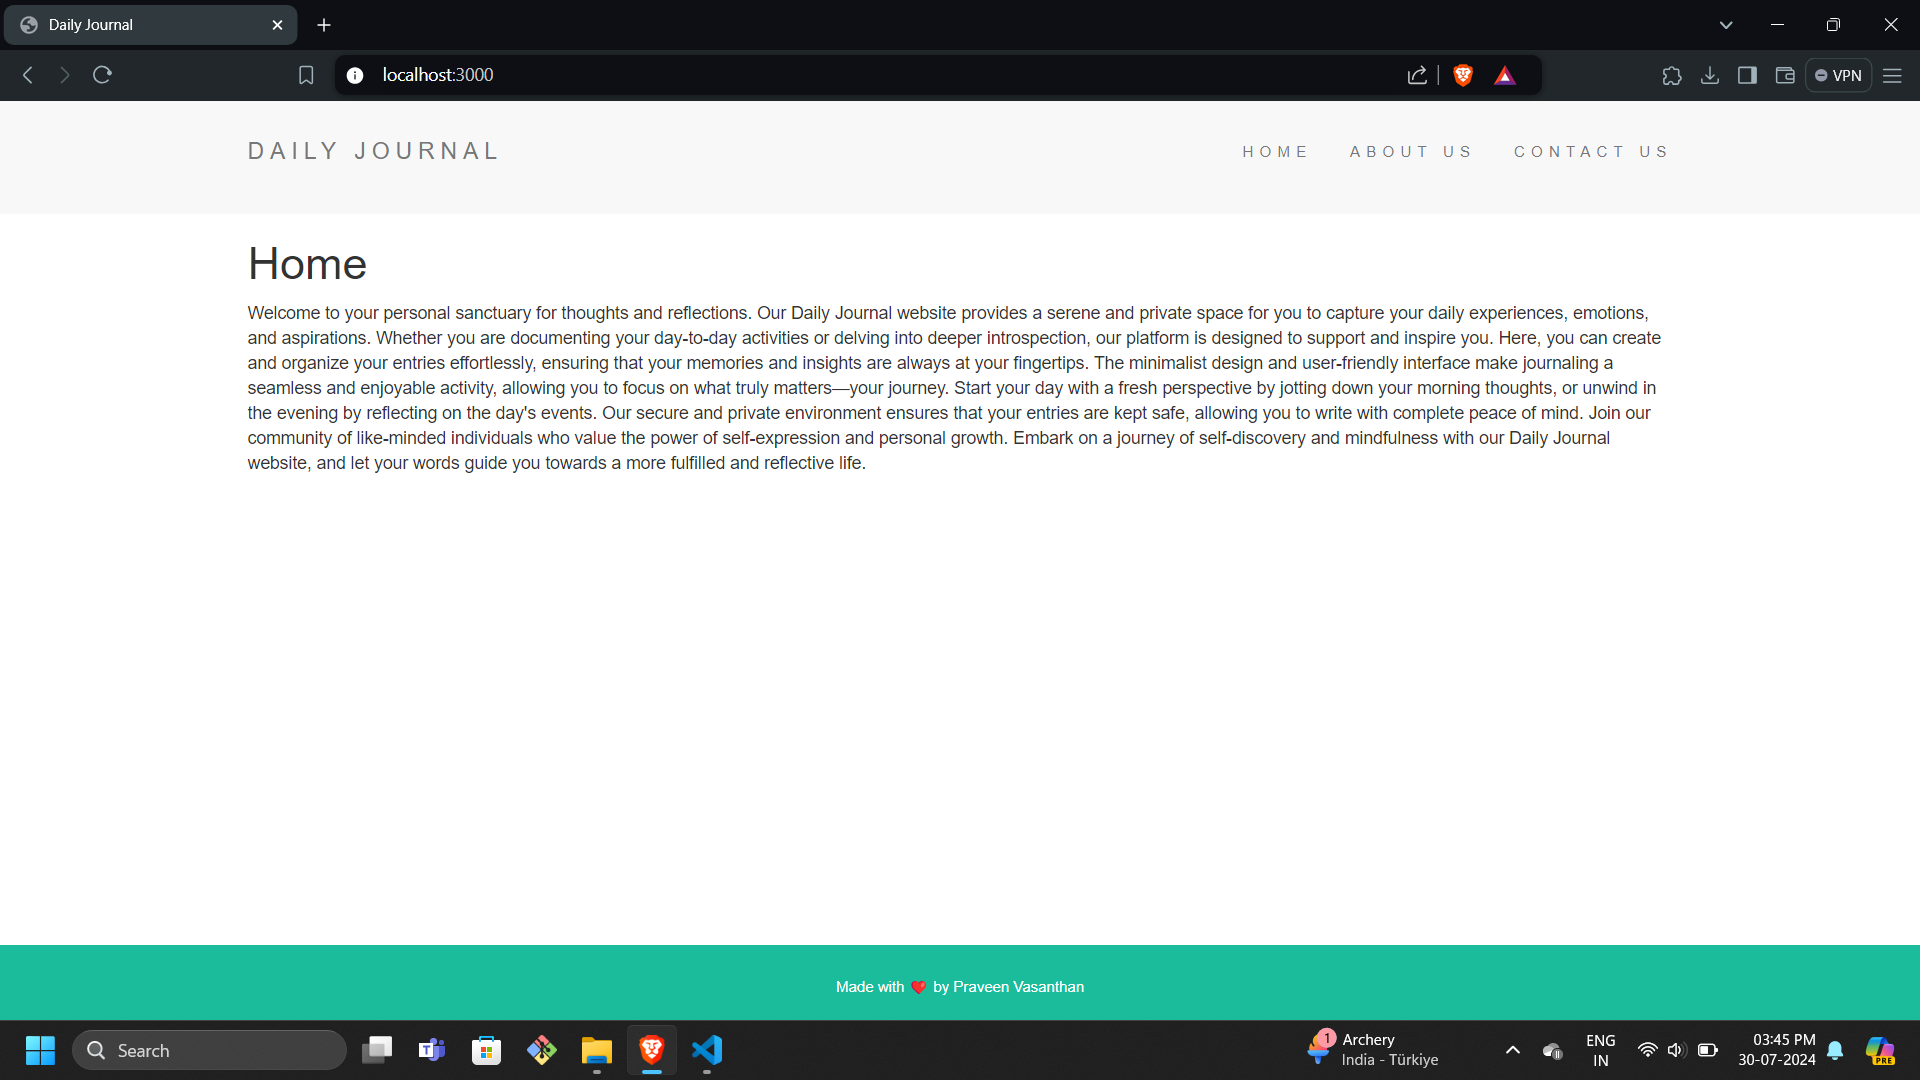 Daily Journal
localhost:3000
VPN
DAILY JOURNAL
HOME ABOUT US CONTACT US
Home
Welcome to your personal sanctuary for thoughts and reflections. Our Daily Journal website provides a serene and private space for you to capture your daily experiences, emotions,
and aspirations. Whether you are documenting your day-to-day activities or delving into deeper introspection, our platform is designed to support and inspire you. Here, you can create
and organize your entries effortlessly, ensuring that your memories and insights are always at your fingertips. The minimalist design and user-friendly interface make journaling a
seamless and enjoyable activity, allowing you to focus on what truly matters—your journey. Start your day with a fresh perspective by jotting down your morning thoughts, or unwind in
the evening by reflecting on the day's events. Our secure and private environment ensures that your entries are kept safe, allowing you to write with complete peace of mind. Join our
community of like-minded individuals who value the power of self-expression and personal growth. Embark on a journey of self-discovery and mindfulness with our Daily Journal
website, and let your words guide you towards a more fulfilled and reflective life.
Made with ❤️ by Praveen Vasanthan
Search
1
Archery
India - Türkiye
ENG
IN
03:45 PM
30-07-2024
PRE